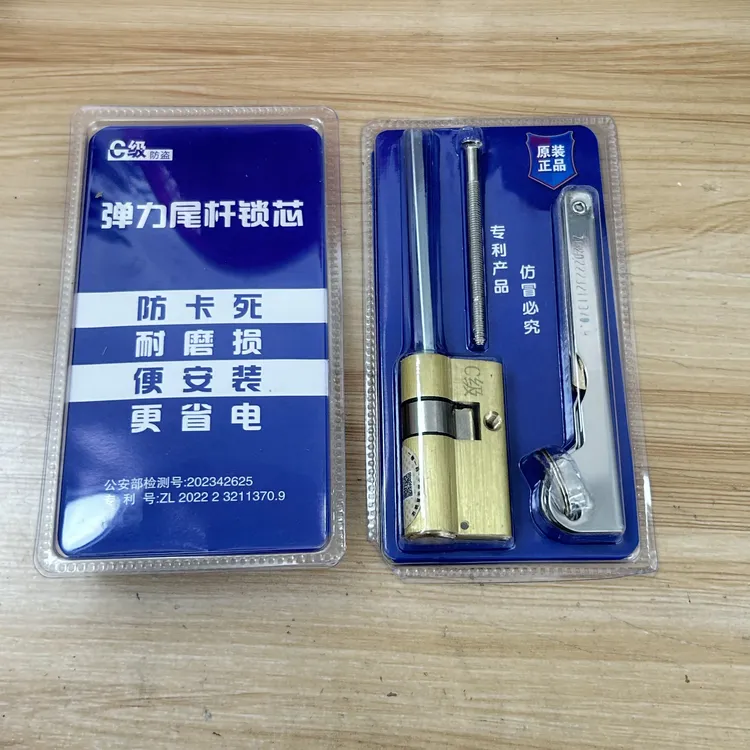 C级防盗
弹力尾杆锁芯
防卡死
耐磨损
便安装
更省电
公安部检测号:202342625
专利号:ZL 2022 2 3211370.9
原装
正品
专利产品
仿冒必究
C级